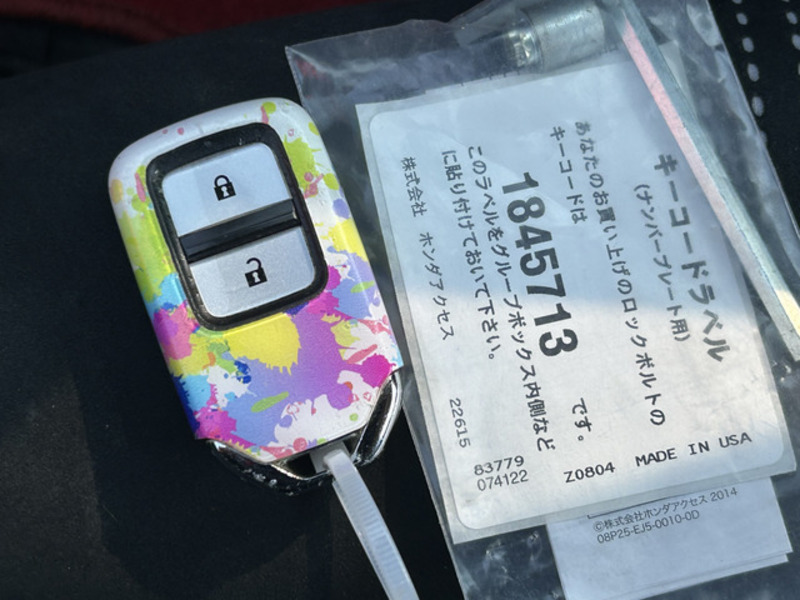 キーコードラベル
(ナンバープレート用)
あなたのお買い上げのロックボルトの
キーコードは
1845713 です。
このラベルをグルーブボックス内側など
に貼り付けておいて下さい。
株式会社 ホンダアクセス
22615
83779
074122
Z0804
MADE IN USA
©株式会社ホンダアクセス 2014
08P25-EJ5-0010-0D